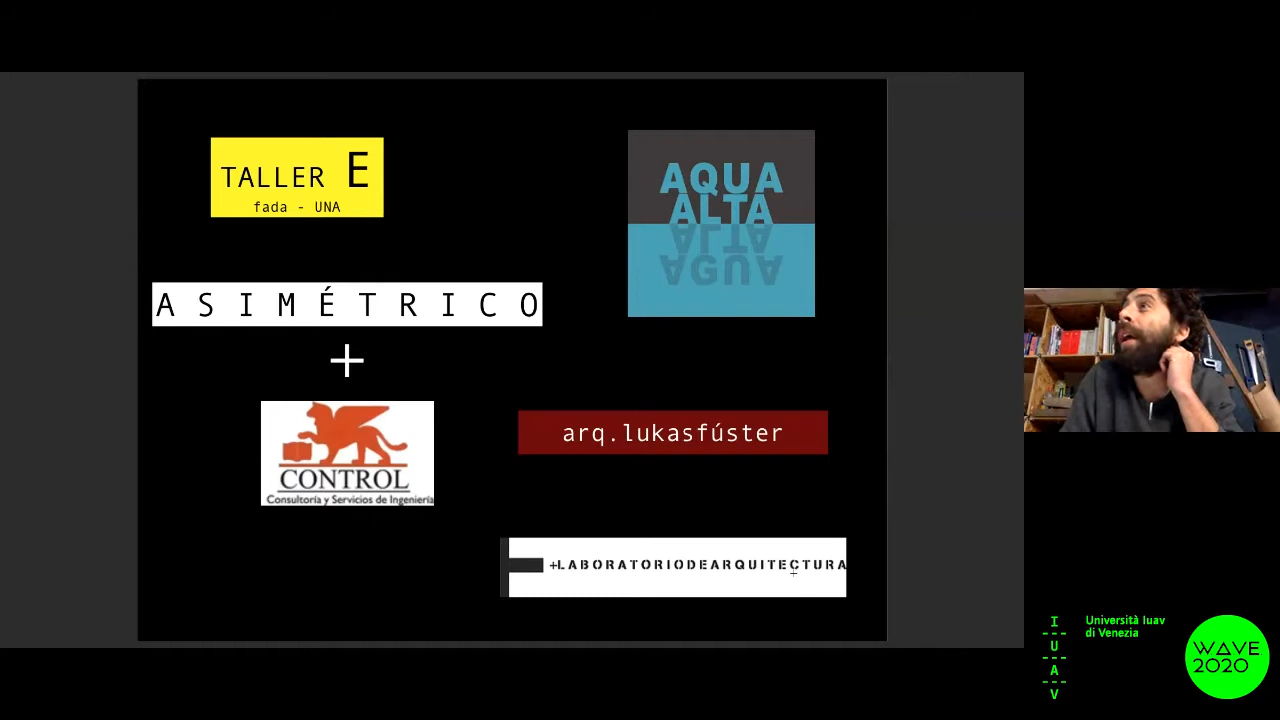 TALLER E
fada - UNA
AQUA
ALTA
ALTA
AGUA
A S I M É T R I C O
+
CONTROL
Consultoría y Servicios de Ingeniería
arq.lukasfúster
+LABORATORIODEARQUITECTURA
I
U
A
V
Università Iuav
di Venezia
WAVE
2020